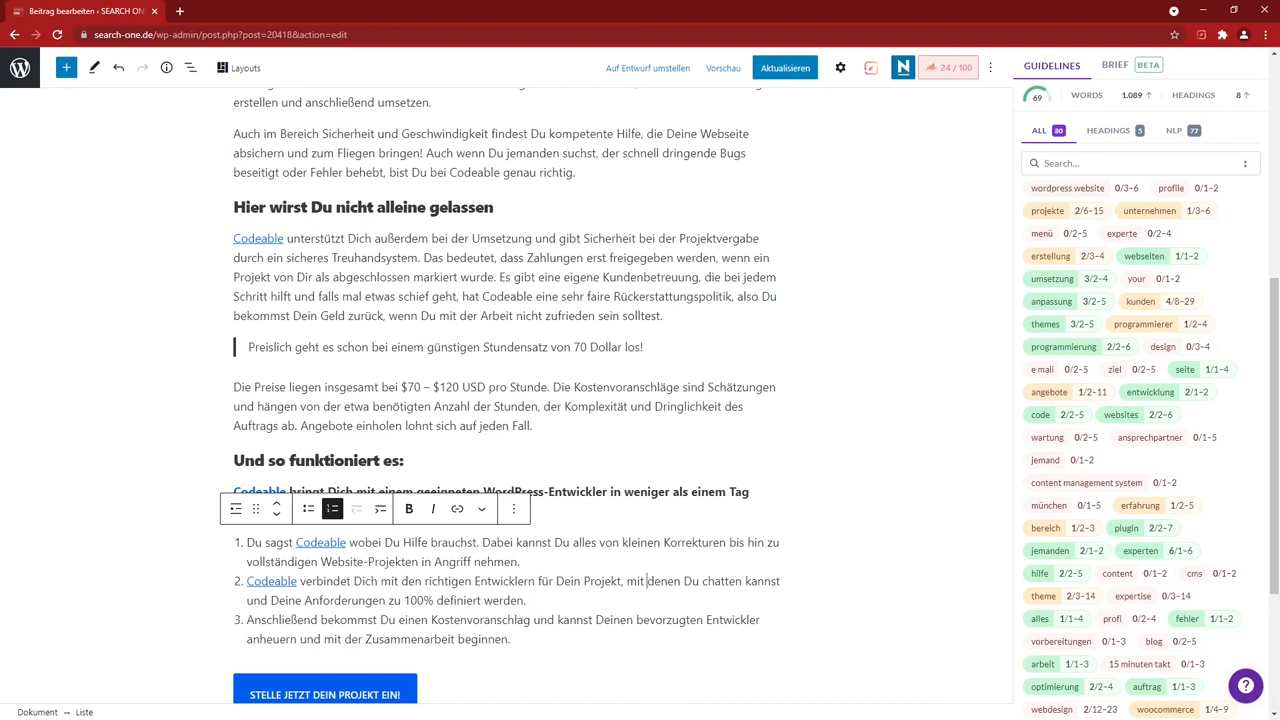 Beitrag bearbeiten ‹ SEARCH ON
search-one.de/wp-admin/post.php?post=20418&action=edit
Layouts
Auf Entwurf umstellen
Vorschau
Aktualisieren
24 / 100
GUIDELINES
BRIEF BETA
69 WORDS 1.089 ↑ HEADINGS 8 ↑
ALL 80 HEADINGS 5 NLP 77
Search...
erstellen und anschließend umsetzen.
Auch im Bereich Sicherheit und Geschwindigkeit findest Du kompetente Hilfe, die Deine Webseite
absichern und zum Fliegen bringen! Auch wenn Du jemanden suchst, der schnell dringende Bugs
beseitigt oder Fehler behebt, bist Du bei Codeable genau richtig.
Hier wirst Du nicht alleine gelassen
Codeable unterstützt Dich außerdem bei der Umsetzung und gibt Sicherheit bei der Projektvergabe
durch ein sicheres Treuhandsystem. Das bedeutet, dass Zahlungen erst freigegeben werden, wenn ein
Projekt von Dir als abgeschlossen markiert wurde. Es gibt eine eigene Kundenbetreuung, die bei jedem
Schritt hilft und falls mal etwas schief geht, hat Codeable eine sehr faire Rückerstattungspolitik, also Du
bekommst Dein Geld zurück, wenn Du mit der Arbeit nicht zufrieden sein solltest.
Preislich geht es schon bei einem günstigen Stundensatz von 70 Dollar los!
Die Preise liegen insgesamt bei $70 – $120 USD pro Stunde. Die Kostenvoranschläge sind Schätzungen
und hängen von der etwa benötigten Anzahl der Stunden, der Komplexität und Dringlichkeit des
Auftrags ab. Angebote einholen lohnt sich auf jeden Fall.
Und so funktioniert es:
Codeable bringt Dich mit einem geeigneten WordPress-Entwickler in weniger als einem Tag
B I
1. Du sagst Codeable wobei Du Hilfe brauchst. Dabei kannst Du alles von kleinen Korrekturen bis hin zu
vollständigen Website-Projekten in Angriff nehmen.
2. Codeable verbindet Dich mit den richtigen Entwicklern für Dein Projekt, mit denen Du chatten kannst
und Deine Anforderungen zu 100% definiert werden.
3. Anschließend bekommst Du einen Kostenvoranschlag und kannst Deinen bevorzugten Entwickler
anheuern und mit der Zusammenarbeit beginnen.
STELLE JETZT DEIN PROJEKT EIN!
Dokument → Liste
wordpress website 0/3–6 profile 0/1–2
projekte 2/6–15 unternehmen 1/3–6
menü 0/2–5 experte 0/2–4
erstellung 2/3–4 webseiten 1/1–2
umsetzung 3/2–4 your 0/1–2
anpassung 3/2–5 kunden 4/8–29
themes 3/2–5 programmierer 1/2–4
programmierung 2/2–6 design 0/3–4
e mail 0/2–5 ziel 0/2–5 seite 1/1–4
angebote 1/2–11 entwicklung 2/1–2
code 2/2–5 websites 2/2–6
wartung 0/2–5 ansprechpartner 0/1–5
jemand 0/1–2
content management system 0/1–2
münchen 0/1–5 erfahrung 1/2–5
bereich 1/2–3 plugin 2/2–7
jemanden 2/1–2 experten 6/1–6
hilfe 2/2–5 content 0/1–2 cms 0/1–2
theme 2/3–14 expertise 0/3–14
alles 1/1–4 profi 0/2–4 fehler 1/1–2
vorbereitungen 0/1–3 blog 0/2–5
arbeit 1/1–3 15 minuten takt 0/1–3
optimierung 2/2–4 auftrag 1/1–3
webdesign 2/12–23 woocommerce 1/4–9